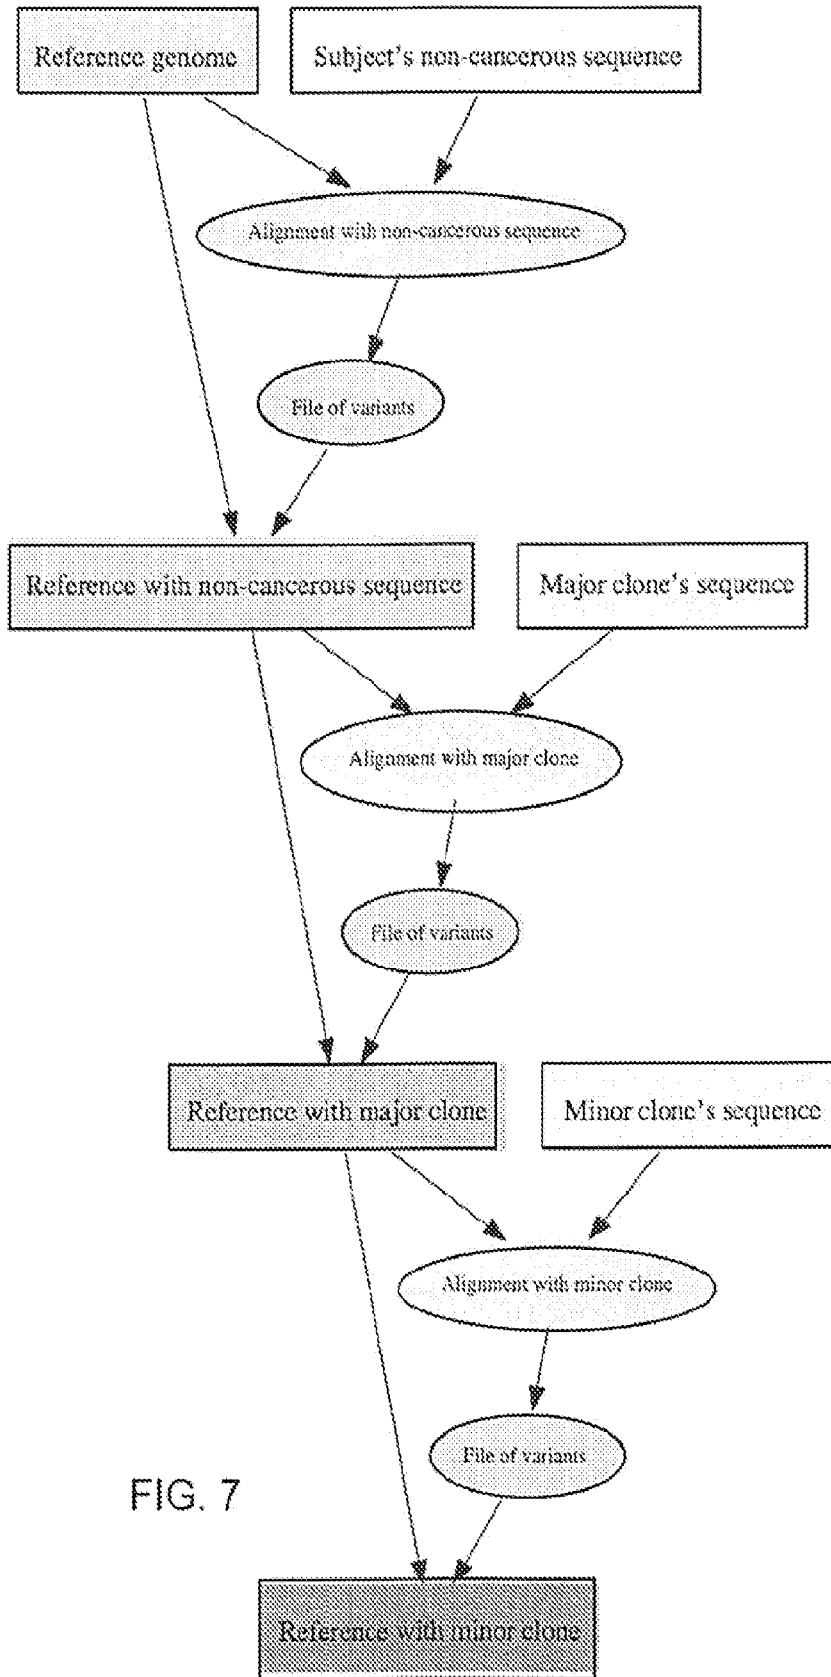 Reference genome
Subject's non-cancerous sequence
Alignment with non-cancerous sequence
File of variants
Reference with non-cancerous sequence
Major clone's sequence
Alignment with major clone
File of variants
Reference with major clone
Minor clone's sequence
Alignment with minor clone
File of variants
FIG. 7
Reference with minor clone